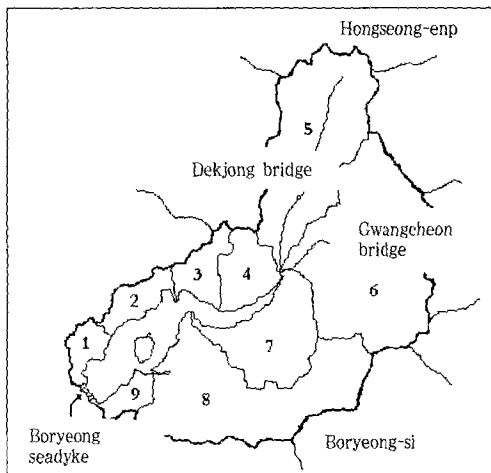 Hongseong-enp
5
Dekjong bridge
Gwangcheon
bridge
3
4
6
2
1
7
9
8
Boryeong
seadyke
Boryeong-si